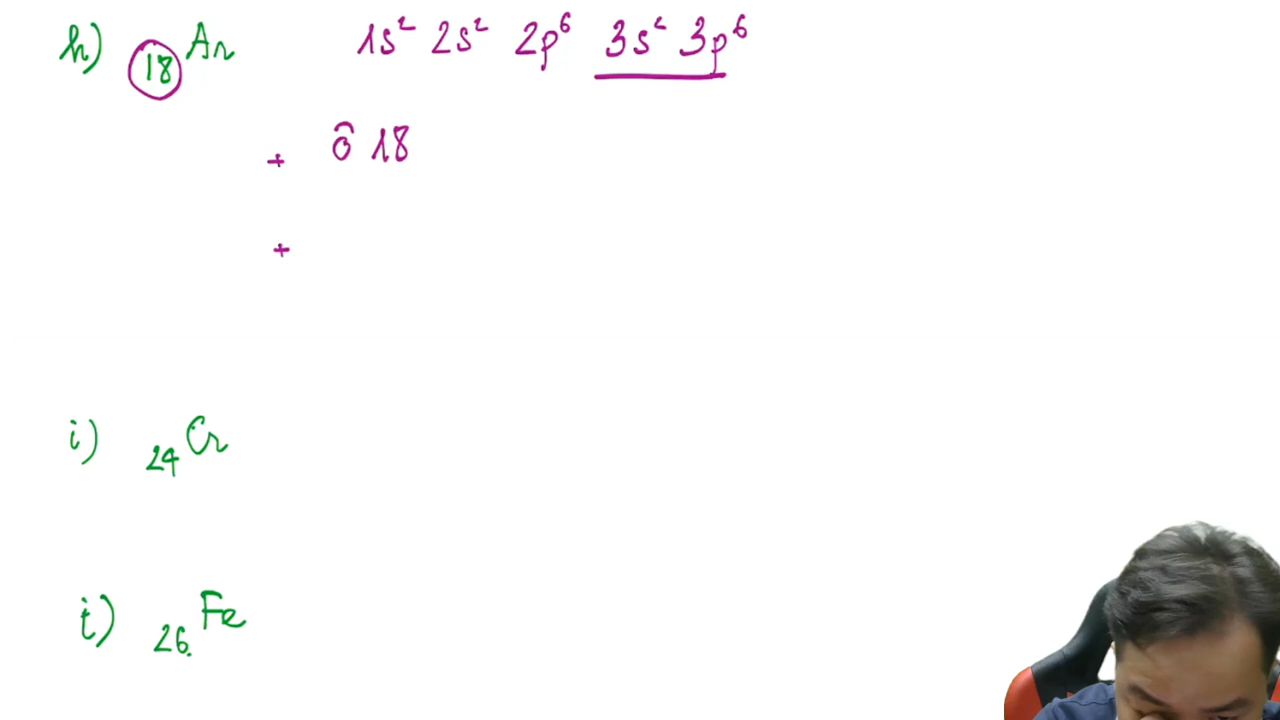 h) 18Ar 1s² 2s² 2p⁶ 3s² 3p⁶
+ ô 18
+
i) 24Cr
t) 26Fe